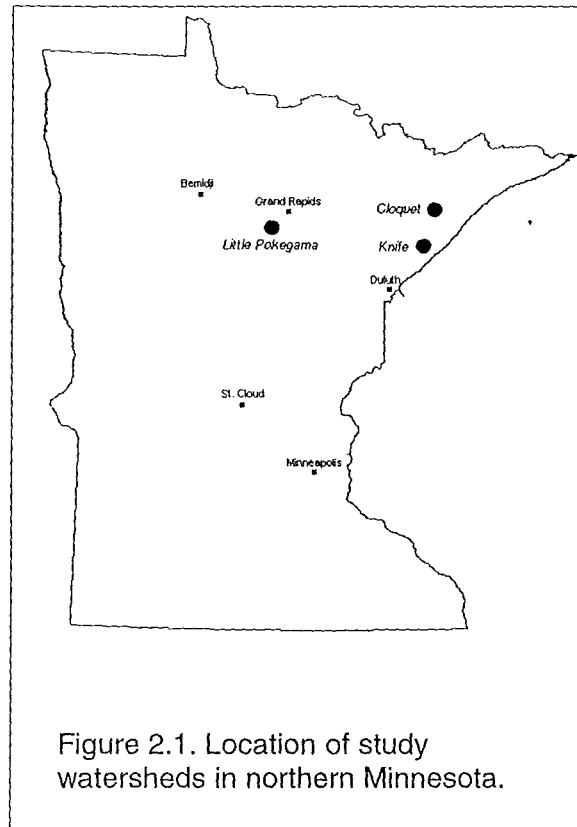 Bemidji
Grand Rapids
Cloquet
Little Pokegama
Knife
Duluth
St. Cloud
Minneapolis
Figure 2.1. Location of study
watersheds in northern Minnesota.